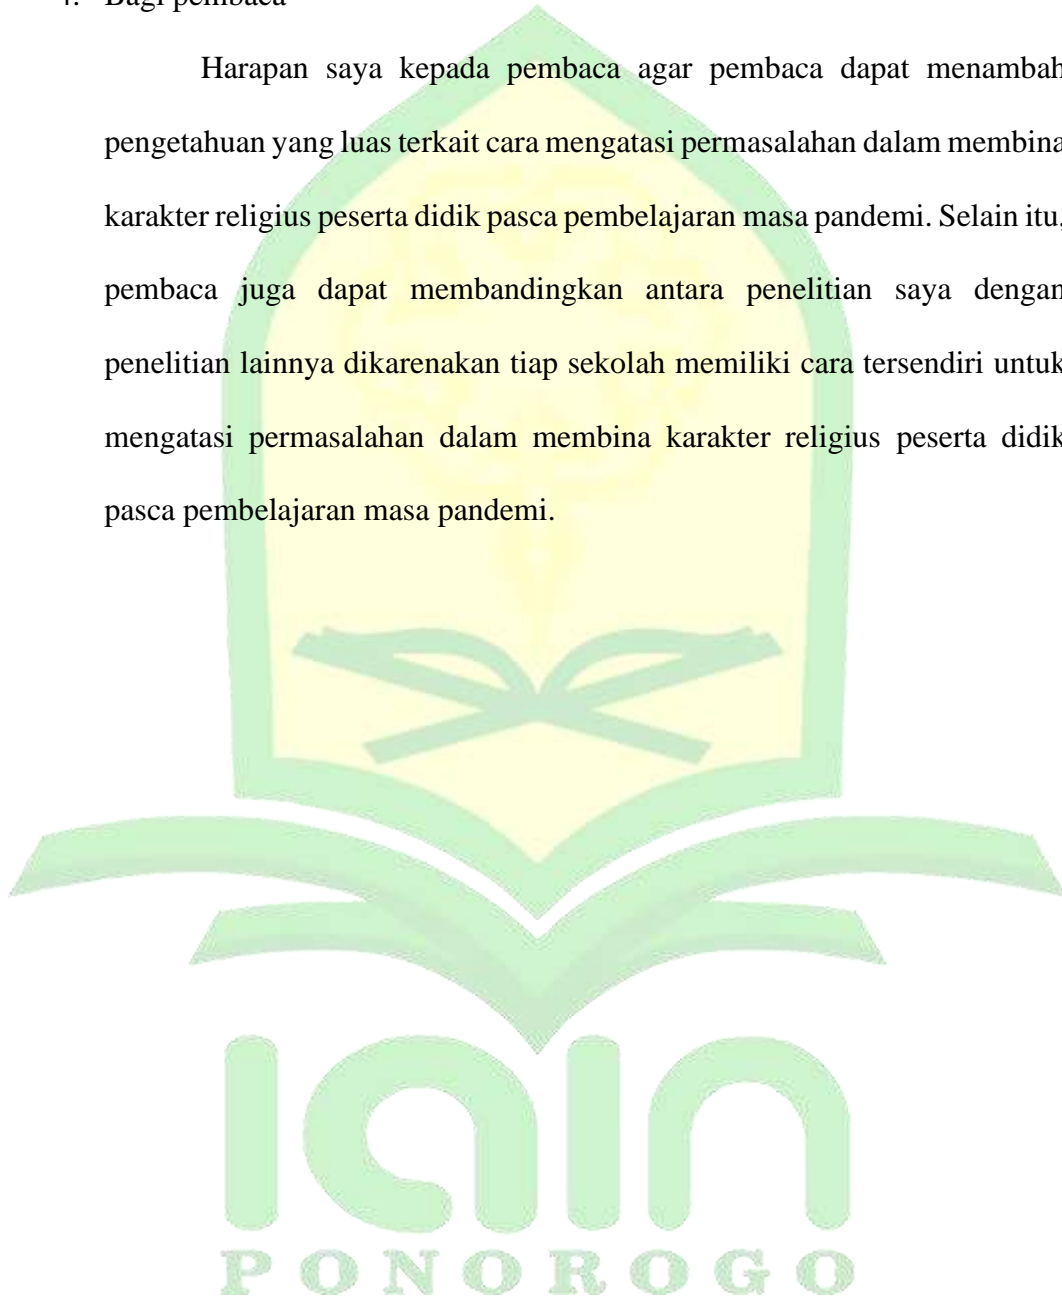 4. Bagi pembaca
Harapan saya kepada pembaca agar pembaca dapat menambah
pengetahuan yang luas terkait cara mengatasi permasalahan dalam membina
karakter religius peserta didik pasca pembelajaran masa pandemi. Selain itu,
pembaca juga dapat membandingkan antara penelitian saya dengan
penelitian lainnya dikarenakan tiap sekolah memiliki cara tersendiri untuk
mengatasi permasalahan dalam membina karakter religius peserta didik
pasca pembelajaran masa pandemi.
IAIN
PONOROGO